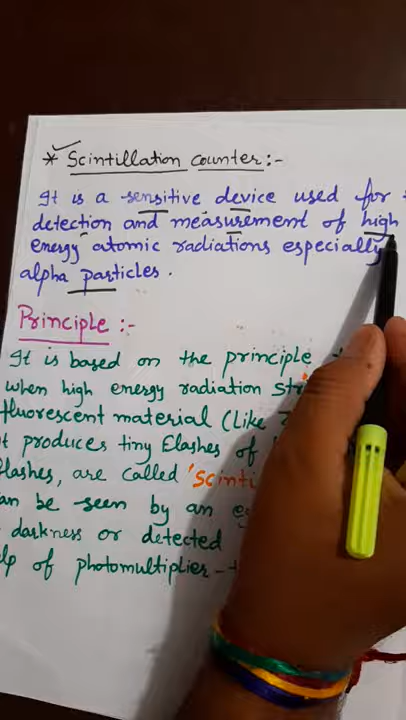 * Scintillation counter:-
It is a sensitive device used for
detection and measurement of high
energy atomic radiations especially
alpha particles.
Principle :-
It is based on the principle
when high energy radiation
fluorescent material (Like
produces tiny flashes of
flashes, are called 'scinti
an be seen by an
darkness or detected
lp of photomultiplier-